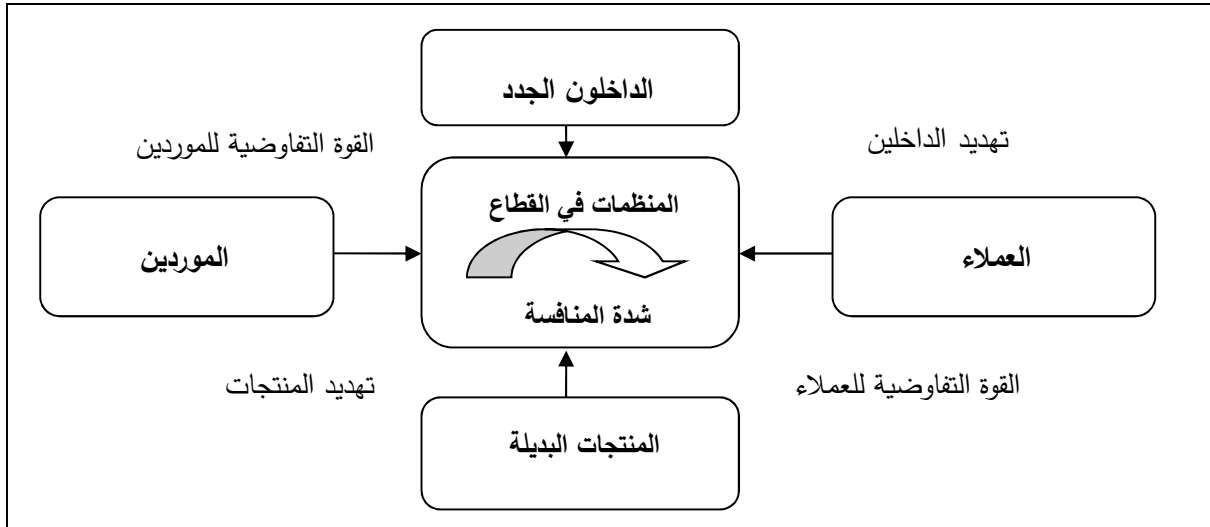 الداخلون الجدد
تهديد الداخلين
القوة التفاوضية للموردين
المنظمات في القطاع
العملاء
الموردين
شدة المنافسة
القوة التفاوضية للعملاء
تهديد المنتجات
المنتجات البديلة